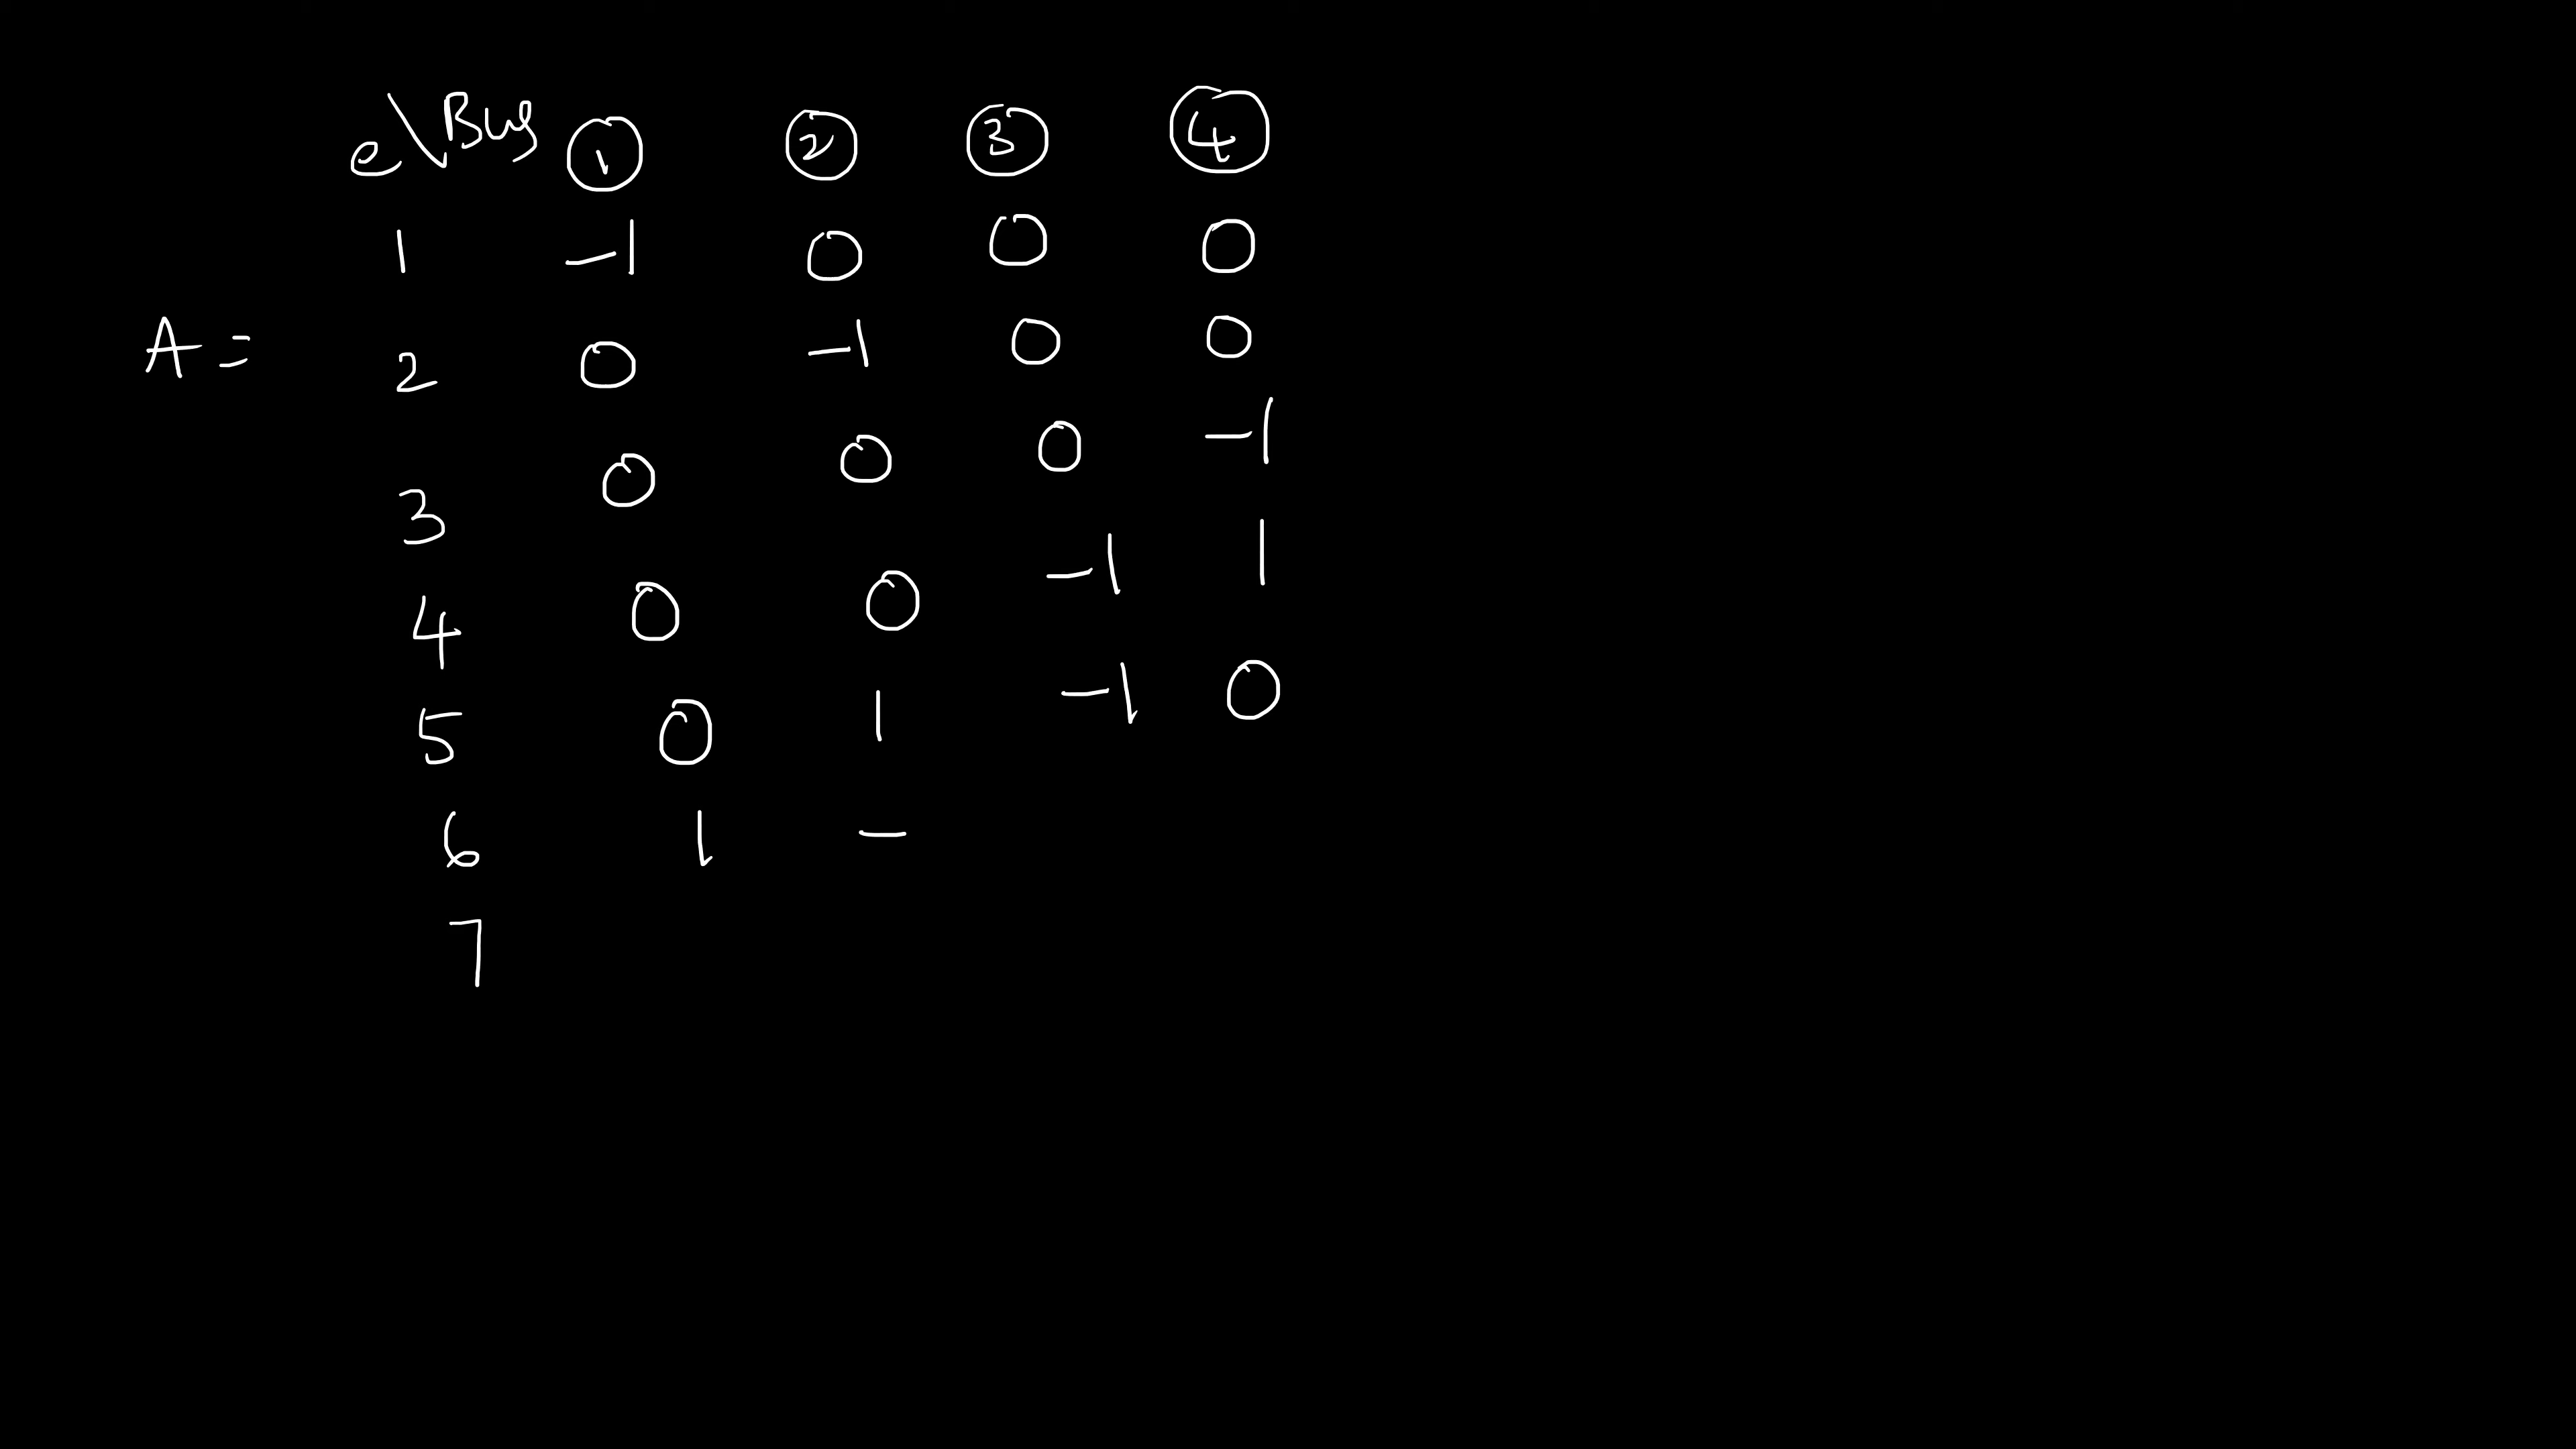 e\Bus ① ② ③ ④
1 -1 0 0 0
A = 2 0 -1 0 0
3 0 0 0 -1
4 0 0 -1 1
5 0 1 -1 0
6 1 -
7